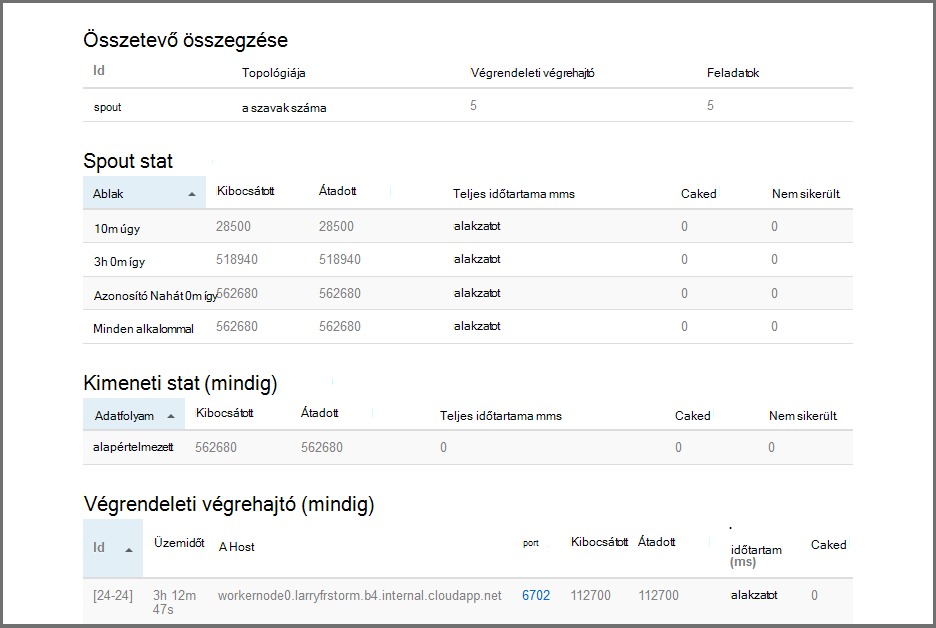 Összetevő összegzése
Id Topológiája Végrendeleti végrehajtó Feladatok
spout a szavak száma 5 5
Spout stat
Ablak Kibocsátott Átadott Teljes időtartama mms Caked Nem sikerült.
10m úgy 28500 28500 alakzatot 0 0
3h 0m így 518940 518940 alakzatot 0 0
Azonosító Nahát 0m így 562680 562680 alakzatot 0 0
Minden alkalommal 562680 562680 alakzatot 0 0
Kimeneti stat (mindig)
Adatfolyam Kibocsátott Átadott Teljes időtartama mms Caked Nem sikerült.
alapértelmezett 562680 562680 0 0 0
Végrendeleti végrehajtó (mindig)
Id Üzemidőt A Host port Kibocsátott Átadott időtartam Caked
(ms)
[24-24] 3h 12m workernode0.larryfrstorm.b4.internal.cloudapp.net 6702 112700 112700 alakzatot 0
47s